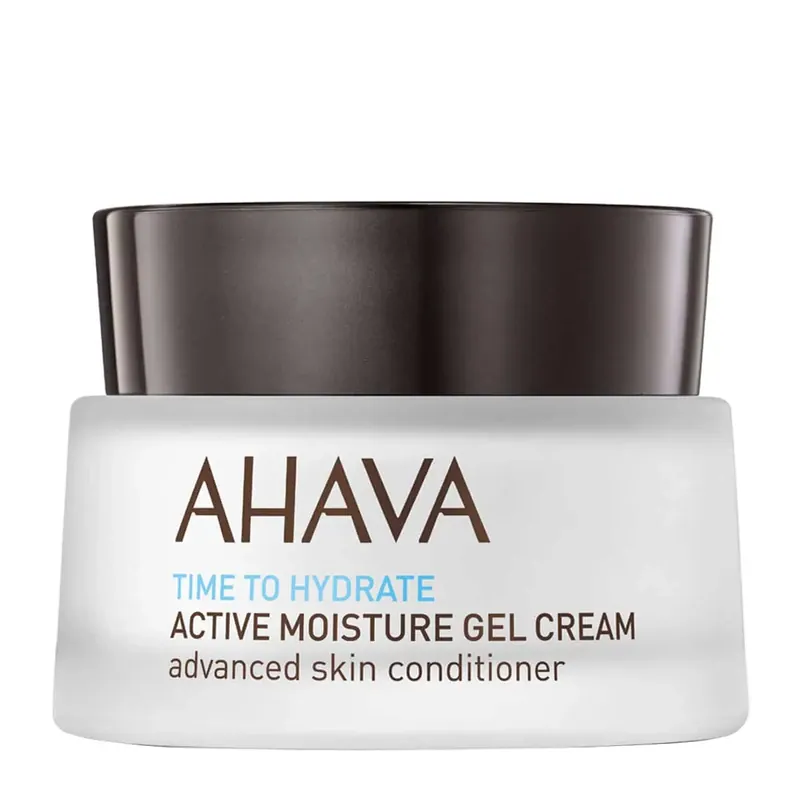 AHAVA
TIME TO HYDRATE
ACTIVE MOISTURE GEL CREAM
advanced skin conditioner